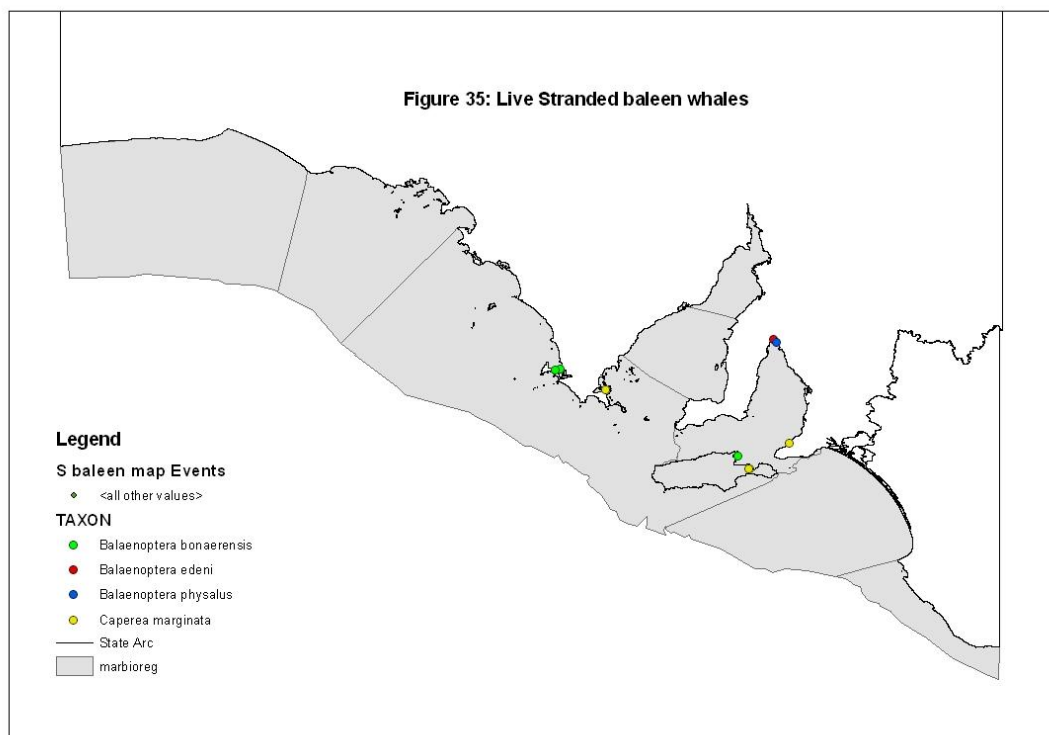 Figure 35: Live Stranded baleen whales
Legend
S baleen map Events
<all other values>
TAXON
Balaenoptera bonaerensis
Balaenoptera edeni
Balaenoptera physalus
Caperea marginata
State Arc
marbioreg